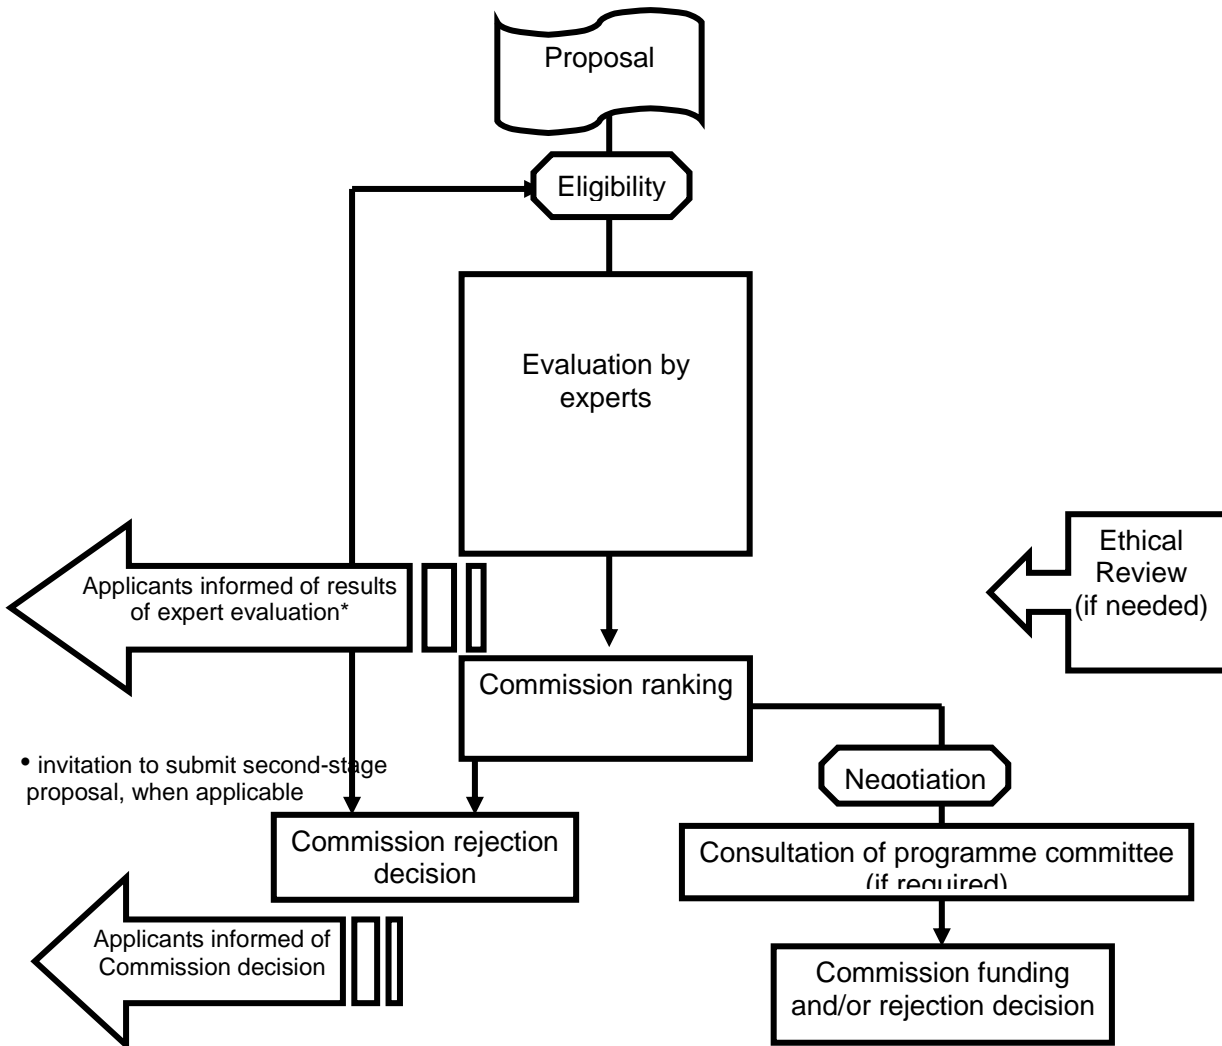 Proposal
Eligibility
Evaluation by
experts
Ethical
Review
(if needed)
Applicants informed of results
of expert evaluation*
Commission ranking
* invitation to submit second-stage
proposal, when applicable
Negotiation
Commission rejection
decision
Consultation of programme committee
(if required)
Applicants informed of
Commission decision
Commission funding
and/or rejection decision